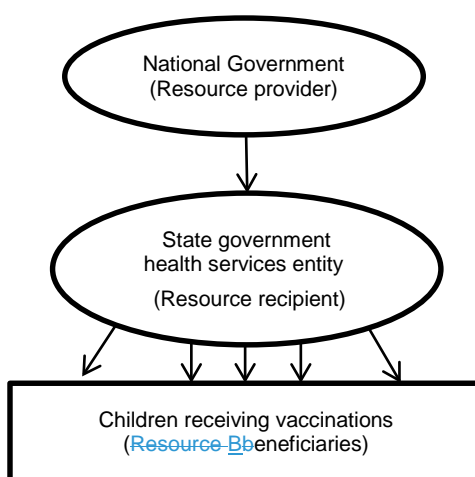 National Government
(Resource provider)
State government
health services entity
(Resource recipient)
Children receiving vaccinations
(Resource Bbeneficiaries)